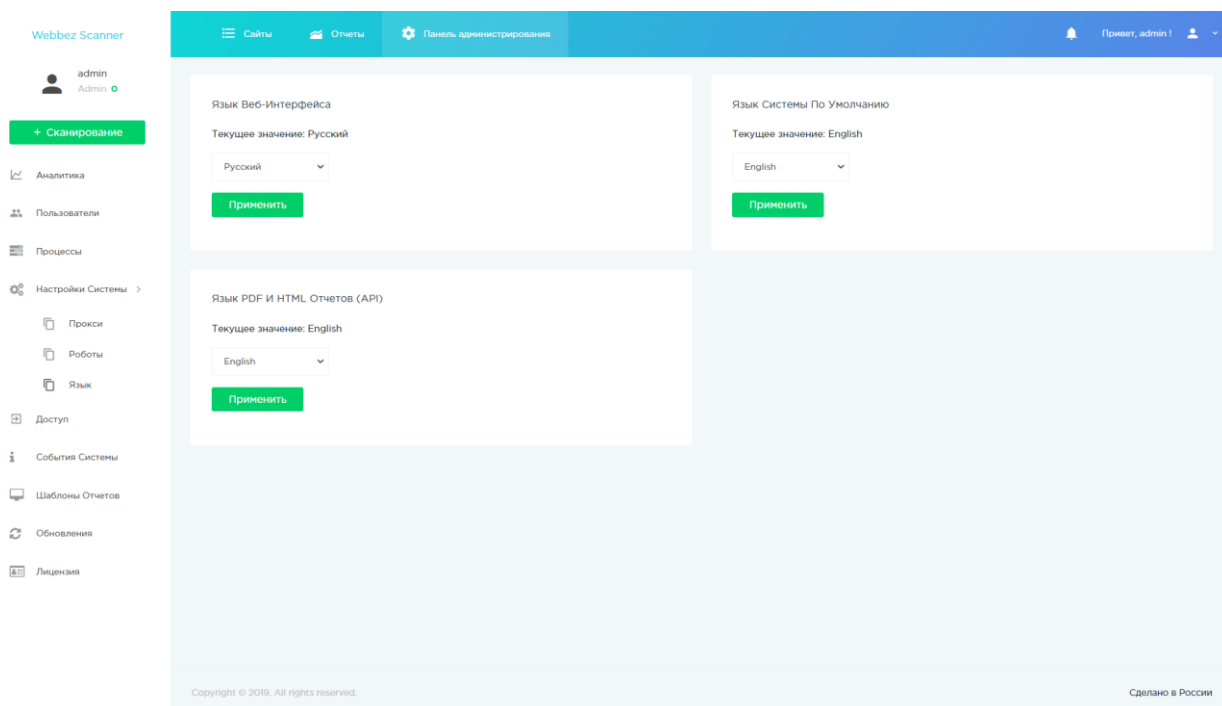 Webbez Scanner
admin
Admin
+ Сканирование
Аналитика
Пользователи
Процессы
Настройки Системы >
Прокси
Роботы
Язык
Доступ
События Системы
Шаблоны Отчетов
Обновления
Лицензия
Сайты
Отчеты
Панель администрирования
Привет, admin !
Язык Веб-Интерфейса
Текущее значение: Русский
Русский
Применить
Язык Системы По Умолчанию
Текущее значение: English
English
Применить
Язык PDF И HTML Отчетов (API)
Текущее значение: English
English
Применить
Copyright © 2019. All rights reserved.
Сделано в России